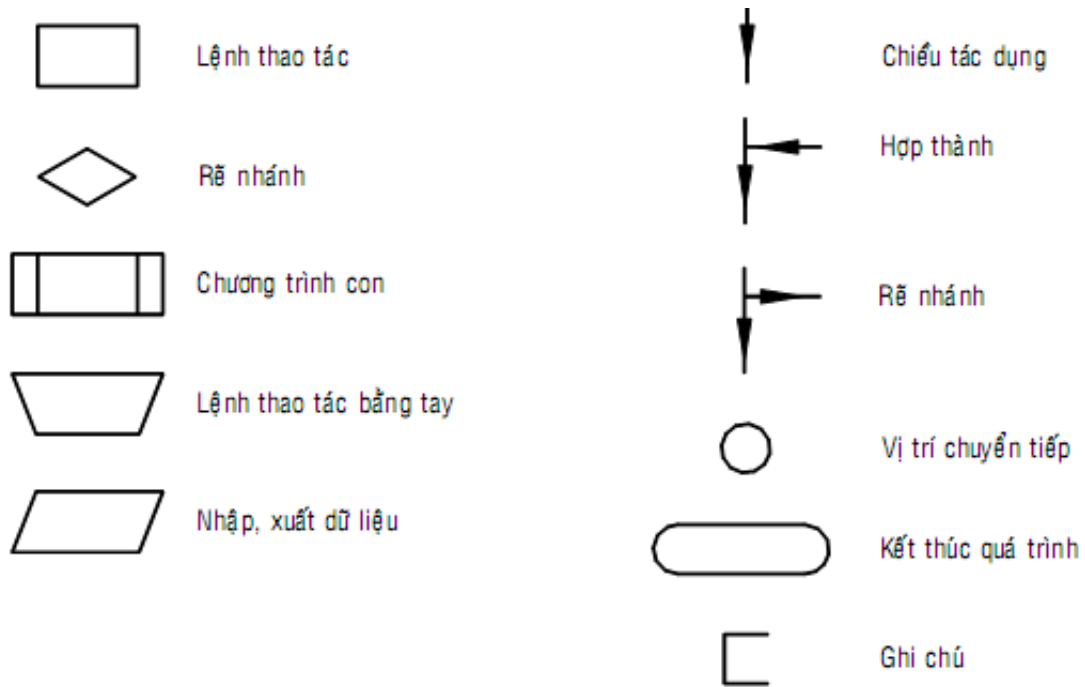 Lệnh thao tác
Rẽ nhánh
Chương trình con
Lệnh thao tác bằng tay
Nhập, xuất dữ liệu
Chiểu tác dụng
Hợp thành
Rẽ nhánh
Vị trí chuyển tiếp
Kết thúc quá trình
Ghi chú